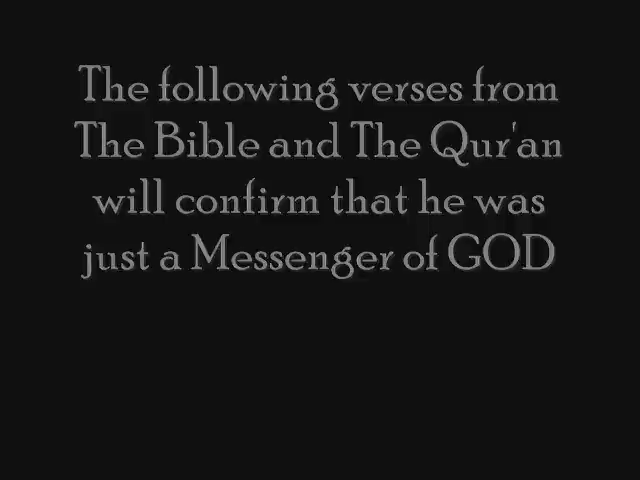 The following verses from
The Bible and The Qur'an
will confirm that he was
just a Messenger of GOD